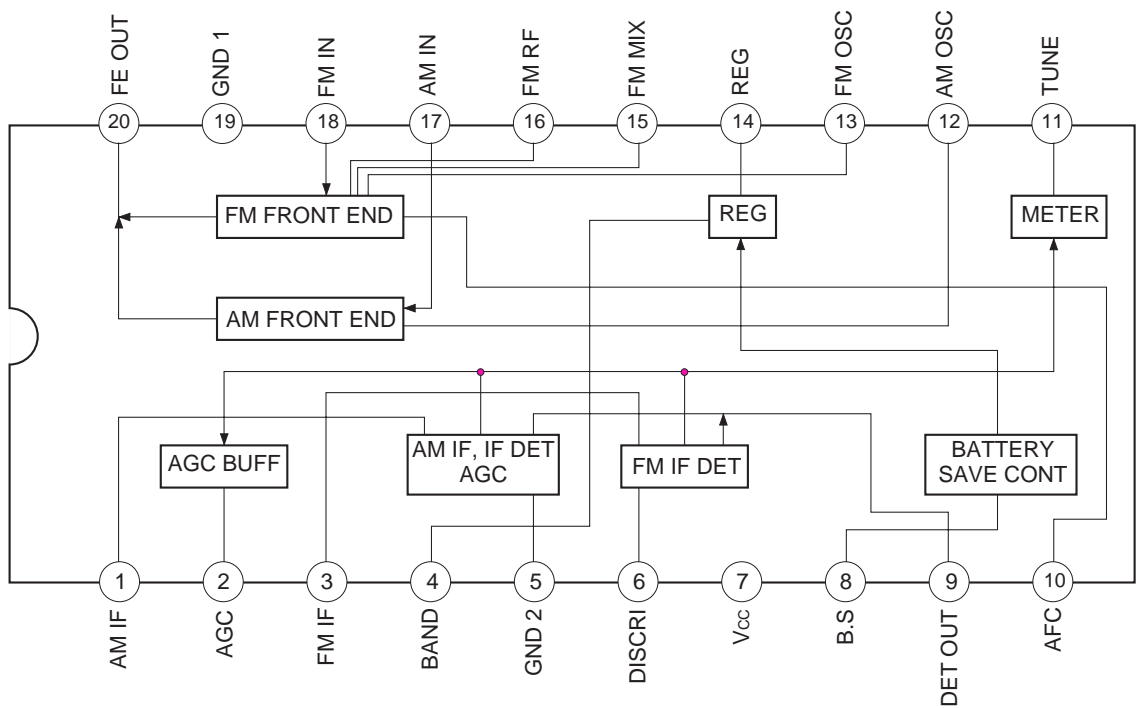 FE OUT
GND 1
FM IN
AM IN
FM RF
FM MIX
REG
FM OSC
AM OSC
TUNE
20
19
18
17
16
15
14
13
12
11
FM FRONT END
REG
METER
AM FRONT END
AGC BUFF
AM IF, IF DET
AGC
FM IF DET
BATTERY
SAVE CONT
1
2
3
4
5
6
7
8
9
10
AM IF
AGC
FM IF
BAND
GND 2
DISCRI
Vcc
B.S
DET OUT
AFC